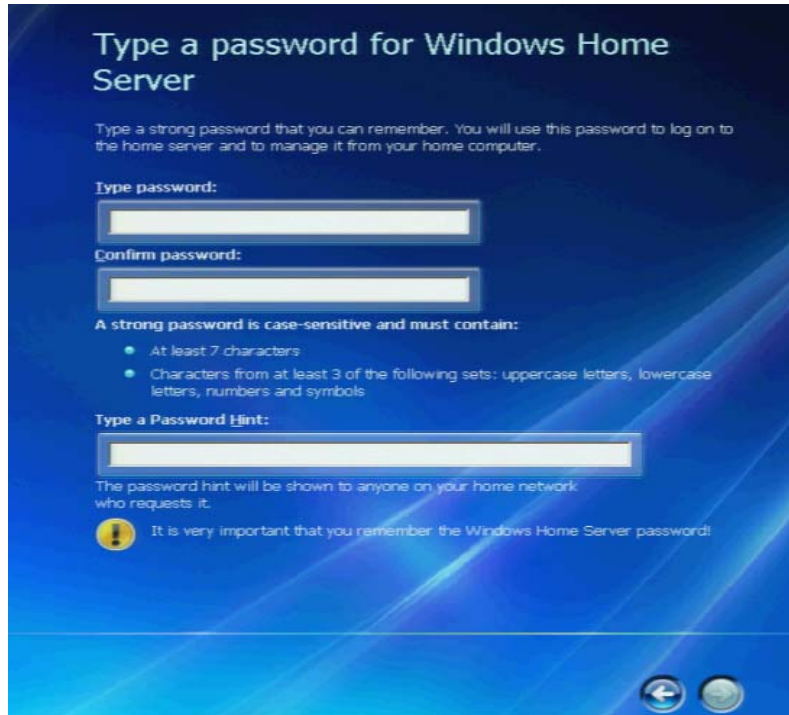 Type a password for Windows Home
Server
Type a strong password that you can remember. You will use this password to log on to
the home server and to manage it from your home computer.
Type password:
Confirm password:
A strong password is case-sensitive and must contain:
At least 7 characters
Characters from at least 3 of the following sets: uppercase letters, lowercase
letters, numbers and symbols
Type a Password Hint:
The password hint will be shown to anyone on your home network
who requests it.
It is very important that you remember the Windows Home Server password!